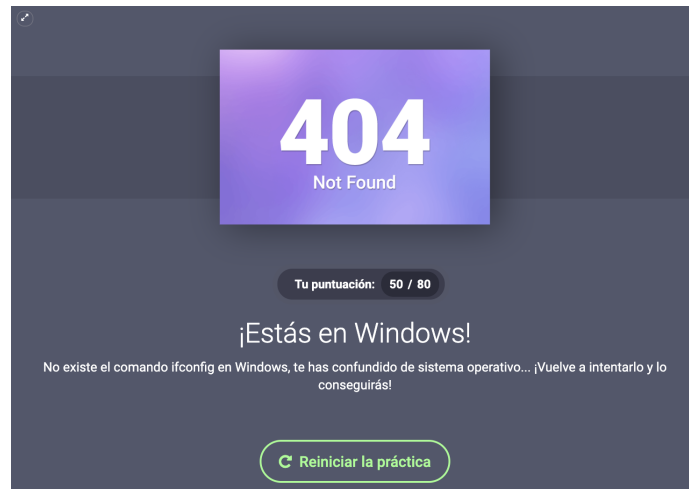 404
Not Found
Tu puntuación: 50 / 80
¡Estás en Windows!
No existe el comando ifconfig en Windows, te has confundido de sistema operativo... ¡Vuelve a intentarlo y lo
conseguirás!
Reiniciar la práctica